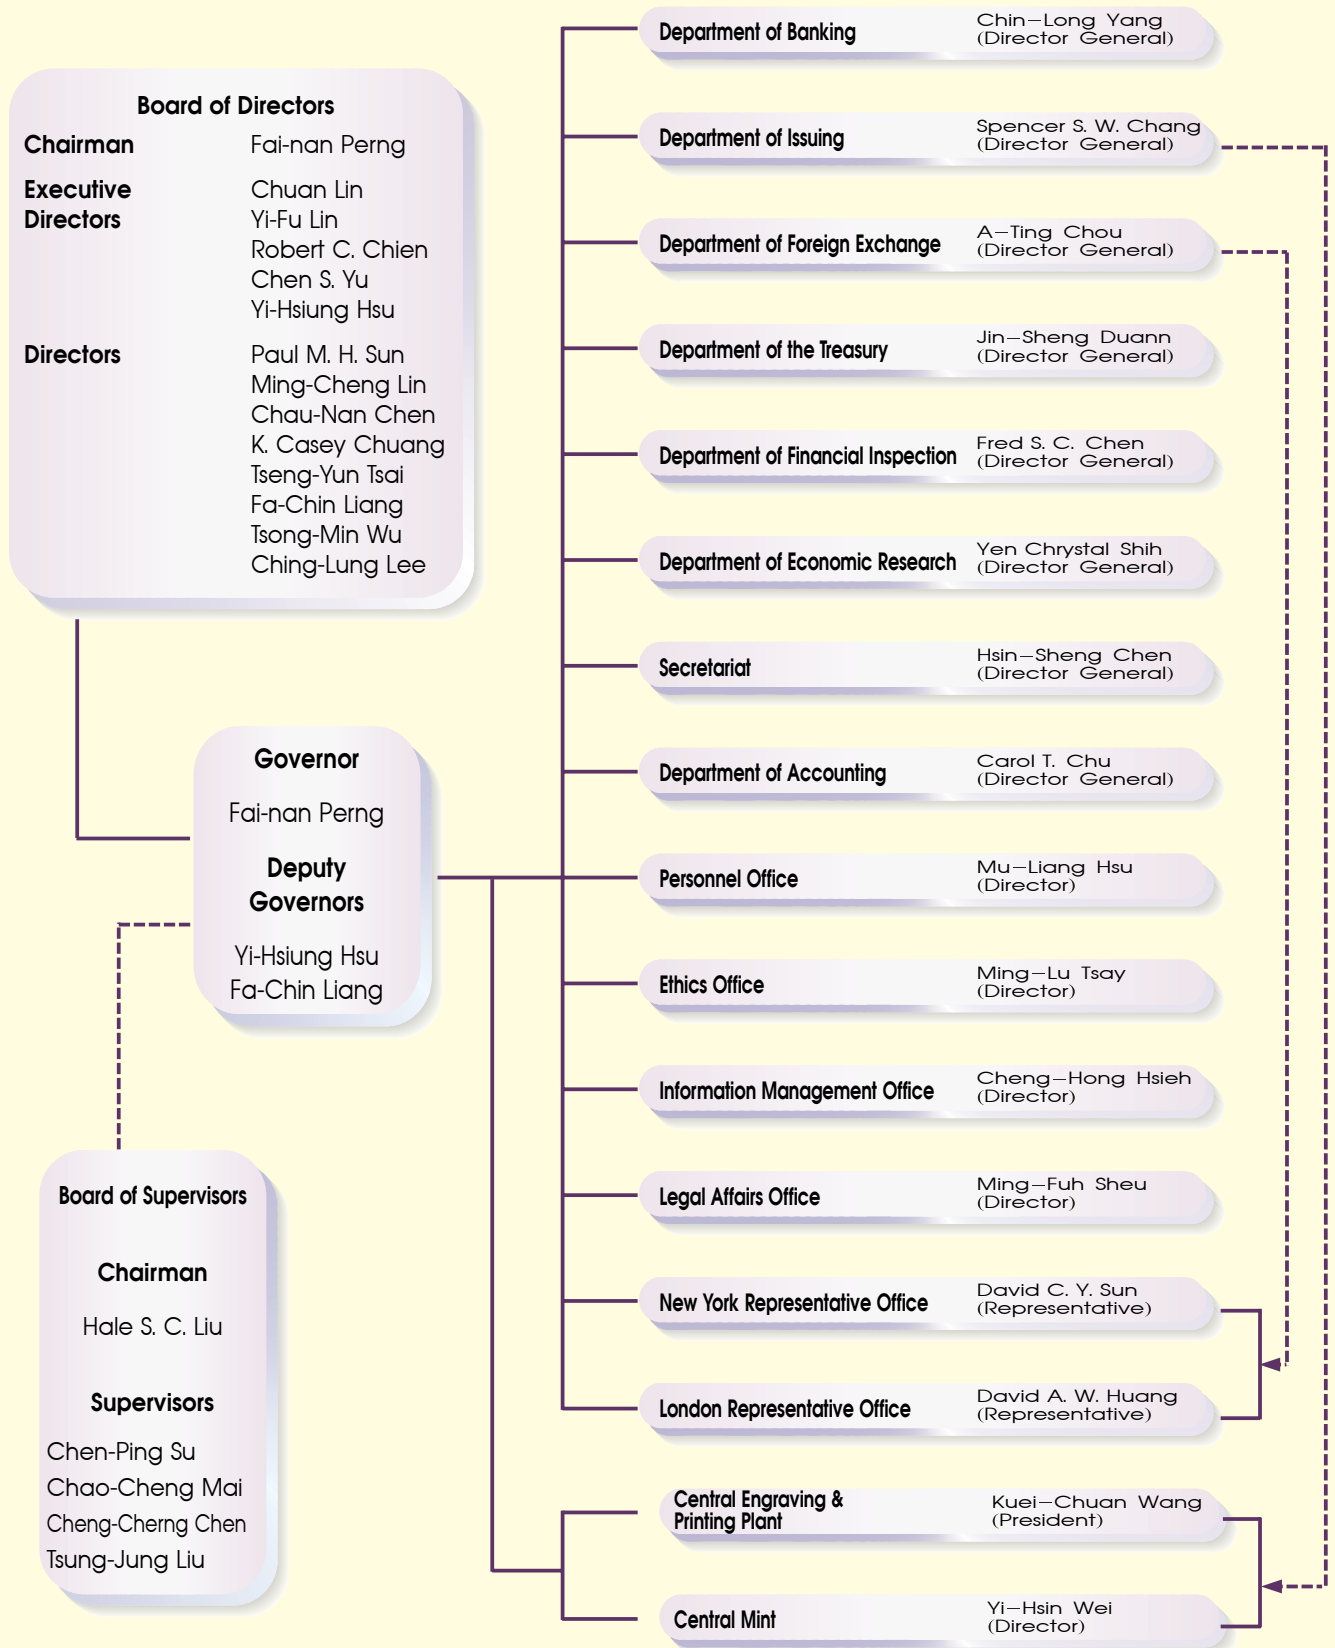 Board of Directors
Chairman Fai-nan Perng
Executive Chuan Lin
Directors Yi-Fu Lin
Robert C. Chien
Chen S. Yu
Yi-Hsiung Hsu
Directors Paul M. H. Sun
Ming-Cheng Lin
Chau-Nan Chen
K. Casey Chuang
Tseng-Yun Tsai
Fa-Chin Liang
Tsong-Min Wu
Ching-Lung Lee
Governor
Fai-nan Perng
Deputy
Governors
Yi-Hsiung Hsu
Fa-Chin Liang
Board of Supervisors
Chairman
Hale S. C. Liu
Supervisors
Chen-Ping Su
Chao-Cheng Mai
Cheng-Cherng Chen
Tsung-Jung Liu
Department of Banking
Chin-Long Yang
(Director General)
Department of Issuing
Spencer S. W. Chang
(Director General)
Department of Foreign Exchange
A-Ting Chou
(Director General)
Department of the Treasury
Jin-Sheng Duann
(Director General)
Department of Financial Inspection
Fred S. C. Chen
(Director General)
Department of Economic Research
Yen Chrystal Shih
(Director General)
Secretariat
Hsin-Sheng Chen
(Director General)
Department of Accounting
Carol T. Chu
(Director General)
Personnel Office
Mu-Liang Hsu
(Director)
Ethics Office
Ming-Lu Tsay
(Director)
Information Management Office
Cheng-Hong Hsieh
(Director)
Legal Affairs Office
Ming-Fuh Sheu
(Director)
New York Representative Office
David C. Y. Sun
(Representative)
London Representative Office
David A. W. Huang
(Representative)
Central Engraving &
Printing Plant
Kuei-Chuan Wang
(President)
Central Mint
Yi-Hsin Wei
(Director)